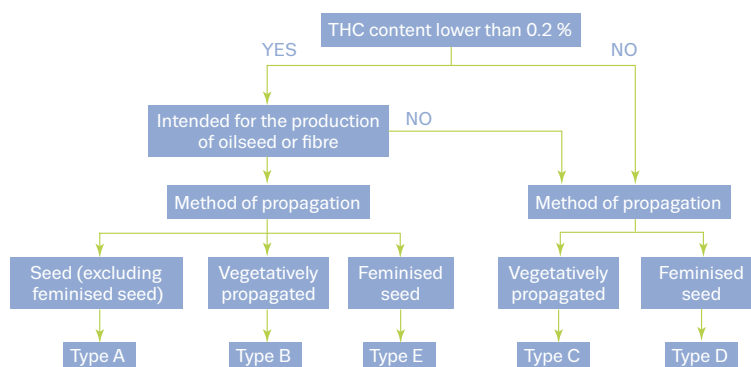 THC content lower than 0.2 %
YES
NO
Intended for the production
of oilseed or fibre
NO
Method of propagation
Method of propagation
Seed (excluding
feminised seed)
Vegetatively
propagated
Feminised
seed
Vegetatively
propagated
Feminised
seed
Type A
Type B
Type E
Type C
Type D